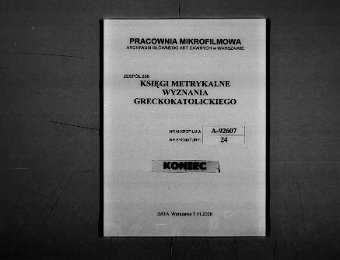 PRACOWNIA MIKROFILMOWA
ARCHIWUM GŁÓWNEGO AKT DAWNYCH w WARSZAWIE
ZESPÓŁ 298
KSIĘGI METRYKALNE
WYZNANIA
GRECKOKATOLICKIEGO
NR MIKROFILMU A-92607
NR SYGNATURY: 24
KONIEC
DATA Warszawa